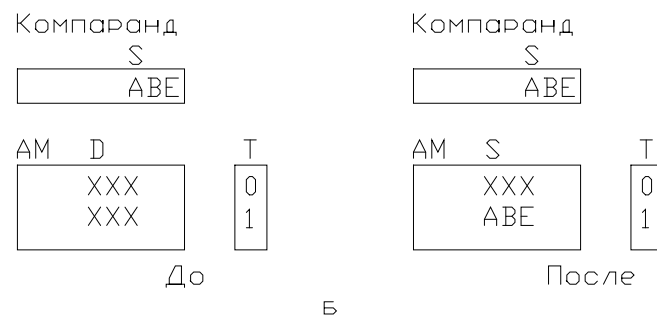 Компаранд Компаранд
S S
ABE ABE
AM D T AM S T
XXX 0 XXX 0
XXX 1 ABE 1
До После
Б